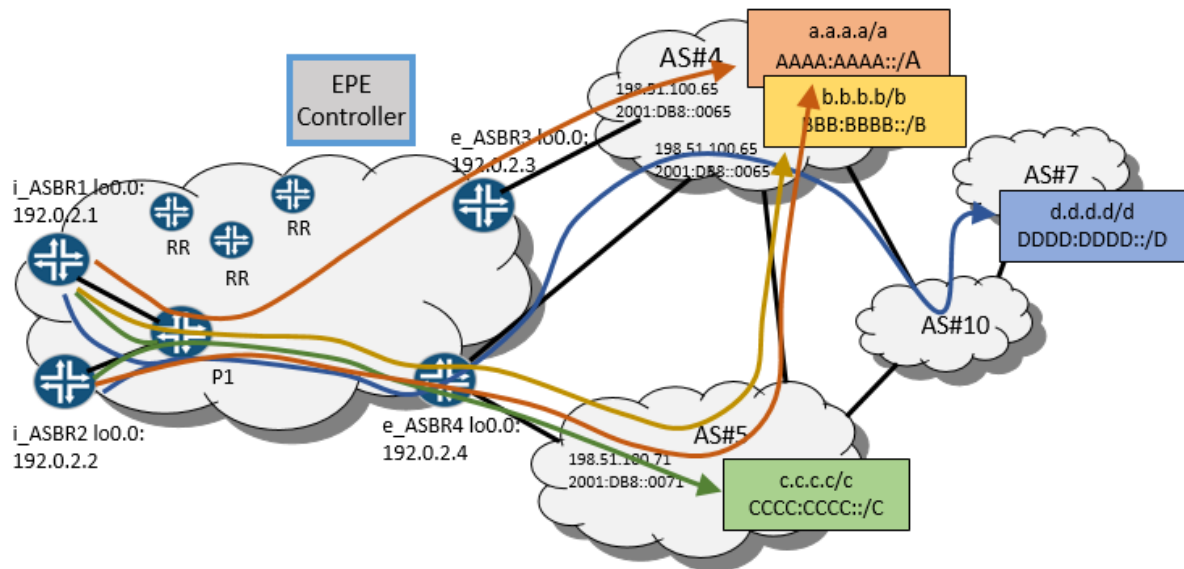 a.a.a.a/a
AAAA:AAAA::/A
AS#4
198.51.100.65
2001:DB8::0065
b.b.b.b/b
BBB:BBBB::/B
EPE
Controller
e_ASBR3 lo0.0:
192.0.2.3
198.51.100.65
2001:DB8::0065
AS#7
d.d.d.d/d
DDDD:DDDD::/D
i_ASBR1 lo0.0:
192.0.2.1
RR
RR
RR
AS#10
P1
i_ASBR2 lo0.0:
192.0.2.2
e_ASBR4 lo0.0:
192.0.2.4
AS#5
198.51.100.71
2001:DB8::0071
c.c.c.c/c
CCCC:CCCC::/C